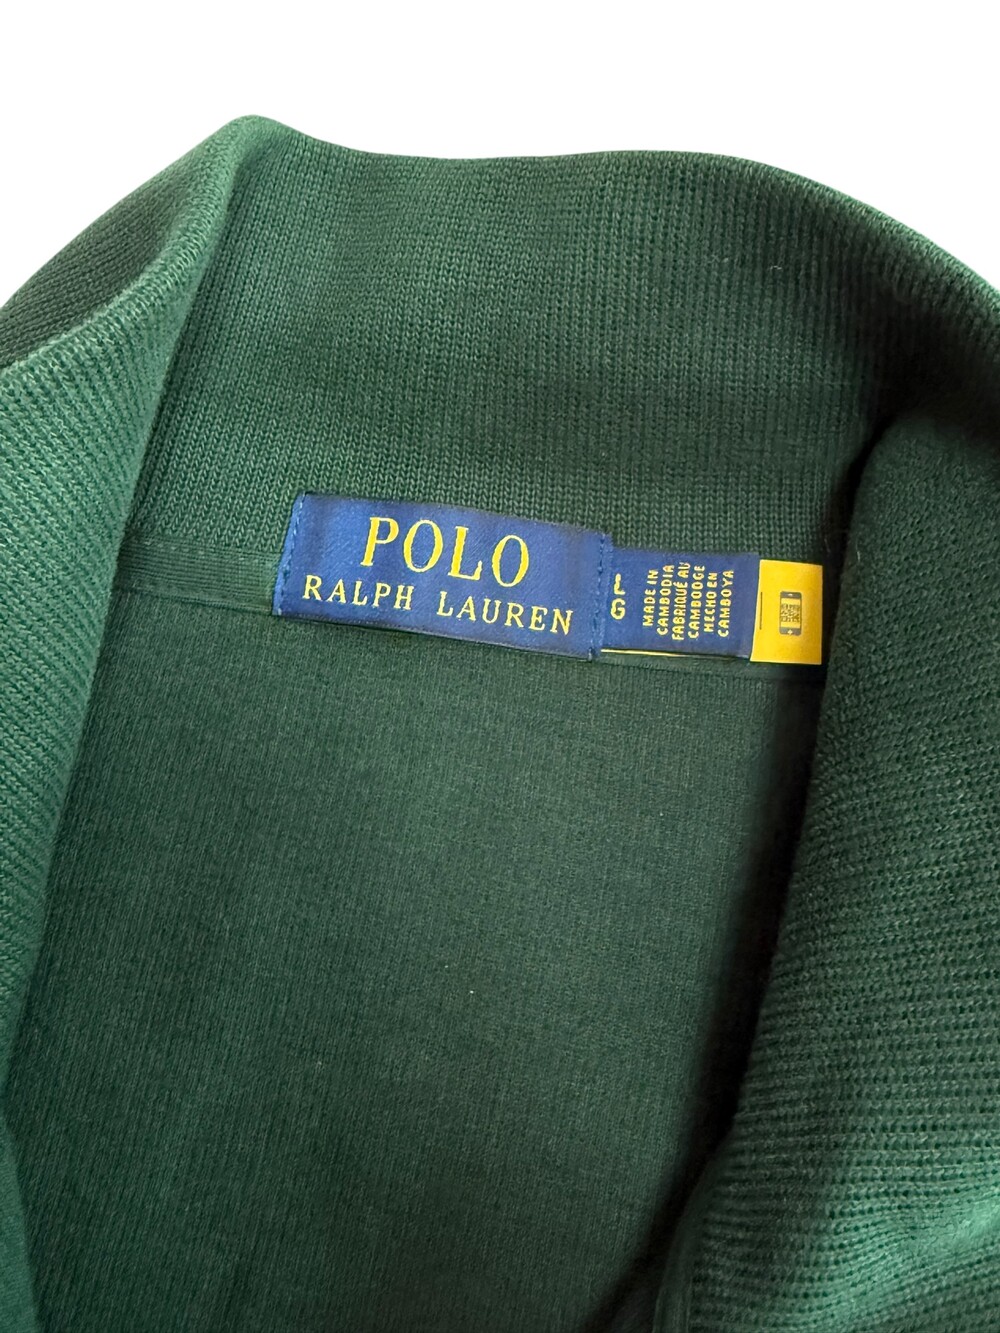 POLO
RALPH LAUREN
L
G
MADE IN
CAMBODIA
FABRIQUÉ AU
CAMBODGE
HECHO EN
CAMBOYA